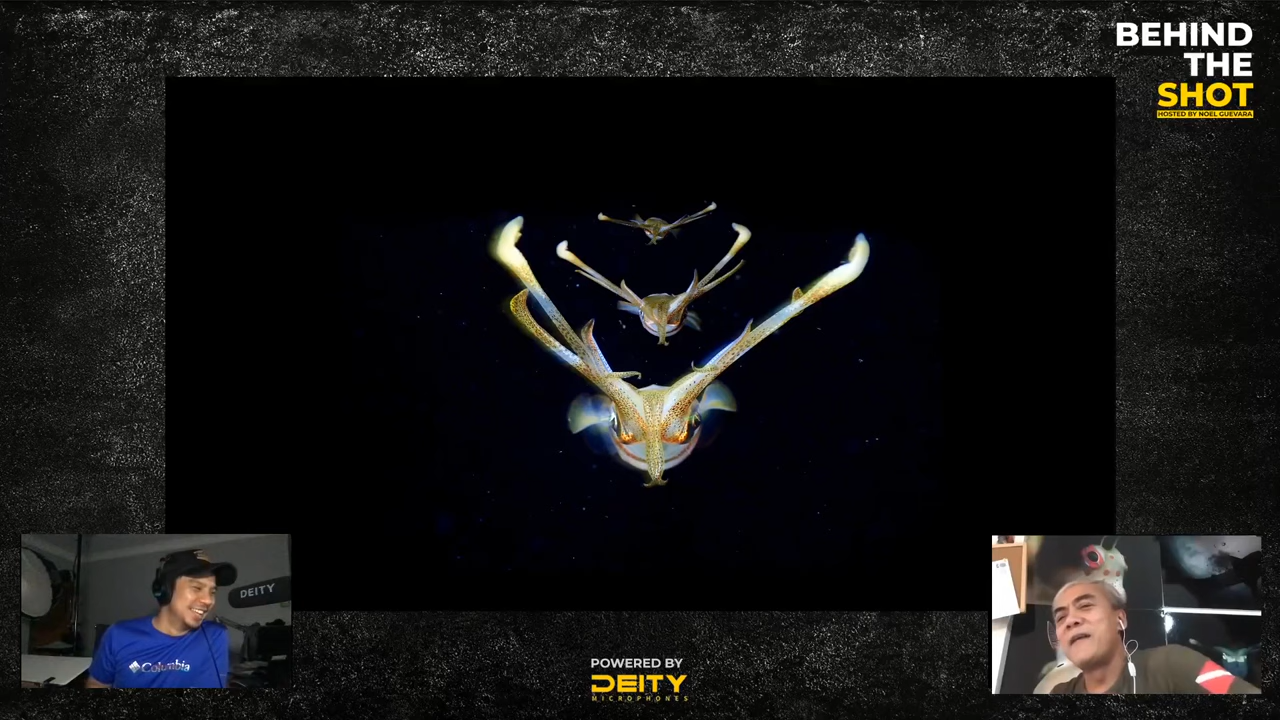 BEHIND
THE
SHOT
HOSTED BY NOEL GUEVARA
DEITY
Columbia
POWERED BY
DEITY
MICROPHONES